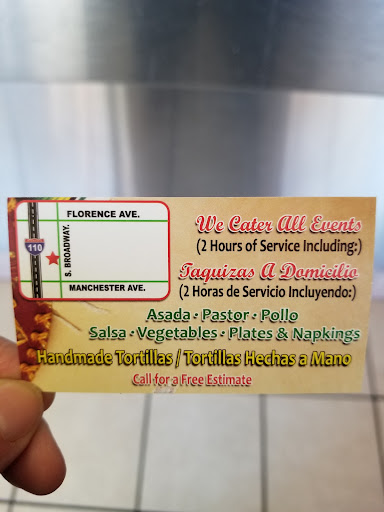 FLORENCE AVE.
110
S. BROADWAY.
MANCHESTER AVE.
We Cater All Events
(2 Hours of Service Including:)
Taquizas A Domicilio
(2 Horas de Servicio Incluyendo:)
Asada • Pastor • Pollo
Salsa • Vegetables • Plates & Napkings
Handmade Tortillas / Tortillas Hechas a Mano
Call for a Free Estimate